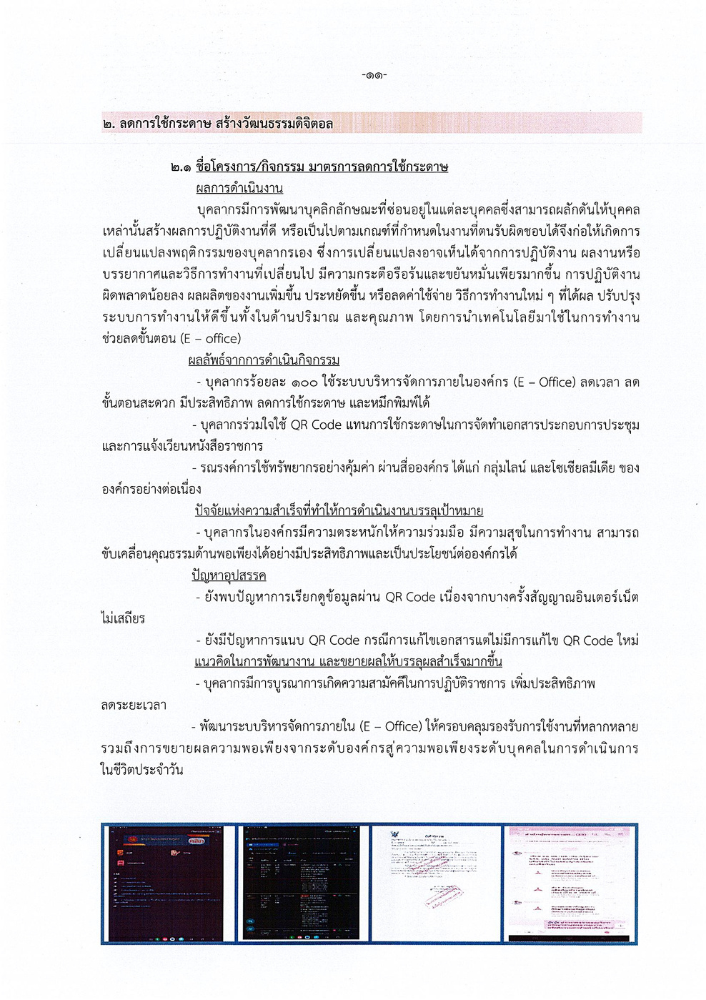 -๑๑-
๒. ลดการใช้กระดาษ สร้างวัฒนธรรมดิจิตอล
๒.๑ ชื่อโครงการ/กิจกรรม มาตรการลดการใช้กระดาษ
ผลการดำเนินงาน
บุคลากรมีการพัฒนาบุคลิกลักษณะที่ซ่อนอยู่ในแต่ละบุคคลซึ่งสามารถผลักดันให้บุคคล
เหล่านั้นสร้างผลการปฏิบัติงานที่ดี หรือเป็นไปตามเกณฑ์ที่กำหนดในงานที่ตนรับผิดชอบได้จึงก่อให้เกิดการ
เปลี่ยนแปลงพฤติกรรมของบุคลากรเอง ซึ่งการเปลี่ยนแปลงอาจเห็นได้จากการปฏิบัติงาน ผลงานหรือ
บรรยากาศและวิธีการทำงานที่เปลี่ยนไป มีความกระตือรือร้นและขยันหมั่นเพียรมากขึ้น การปฏิบัติงาน
ผิดพลาดน้อยลง ผลผลิตของงานเพิ่มขึ้น ประหยัดขึ้น หรือลดค่าใช้จ่าย วิธีการทำงานใหม่ ๆ ที่ได้ผล ปรับปรุง
ระบบการทำงานให้ดีขึ้นทั้งในด้านปริมาณ และคุณภาพ โดยการนำเทคโนโลยีมาใช้ในการทำงาน
ช่วยลดขั้นตอน (E – office)
ผลลัพธ์จากการดำเนินกิจกรรม
- บุคลากรร้อยละ ๑๐๐ ใช้ระบบบริหารจัดการภายในองค์กร (E – Office) ลดเวลา ลด
ขั้นตอนสะดวก มีประสิทธิภาพ ลดการใช้กระดาษ และหมึกพิมพ์ได้
- บุคลากรร่วมใจใช้ QR Code แทนการใช้กระดาษในการจัดทำเอกสารประกอบการประชุม
และการแจ้งเวียนหนังสือราชการ
- รณรงค์การใช้ทรัพยากรอย่างคุ้มค่า ผ่านสื่อองค์กร ได้แก่ กลุ่มไลน์ และโซเชียลมีเดีย ของ
องค์กรอย่างต่อเนื่อง
ปัจจัยแห่งความสำเร็จที่ทำให้การดำเนินงานบรรลุเป้าหมาย
- บุคลากรในองค์กรมีความตระหนักให้ความร่วมมือ มีความสุขในการทำงาน สามารถ
ขับเคลื่อนคุณธรรมด้านพอเพียงได้อย่างมีประสิทธิภาพและเป็นประโยชน์ต่อองค์กรได้
ปัญหาอุปสรรค
- ยังพบปัญหาการเรียกดูข้อมูลผ่าน QR Code เนื่องจากบางครั้งสัญญาณอินเตอร์เน็ต
ไม่เสถียร
- ยังมีปัญหาการแนบ QR Code กรณีการแก้ไขเอกสารแต่ไม่มีการแก้ไข QR Code ใหม่
แนวคิดในการพัฒนางาน และขยายผลให้บรรลุผลสำเร็จมากขึ้น
- บุคลากรมีการบูรณาการเกิดความสามัคคีในการปฏิบัติราชการ เพิ่มประสิทธิภาพ
ลดระยะเวลา
- พัฒนาระบบบริหารจัดการภายใน (E – Office) ให้ครอบคลุมรองรับการใช้งานที่หลากหลาย
รวมถึงการขยายผลความพอเพียงจากระดับองค์กรสู่ความพอเพียงระดับบุคคลในการดำเนินการ
ในชีวิตประจำวัน
คลิก
บันทึกข้อความ